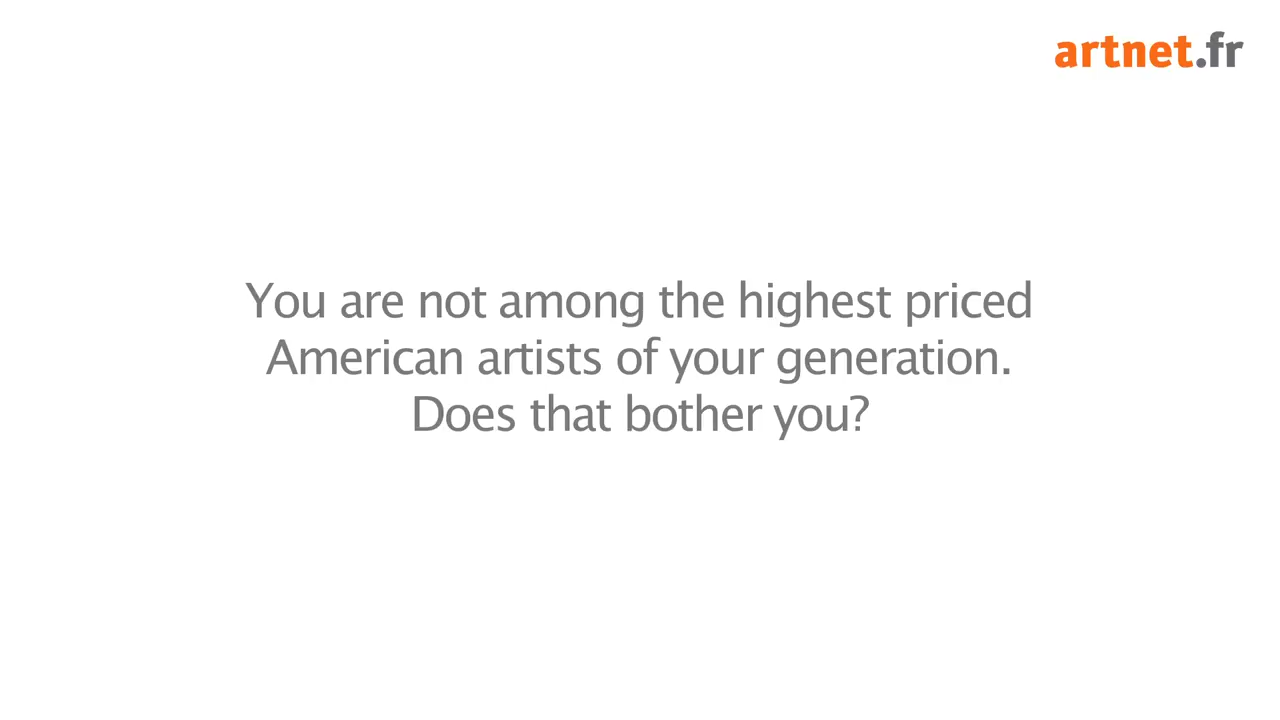 artnet.fr
You are not among the highest priced
American artists of your generation.
Does that bother you?